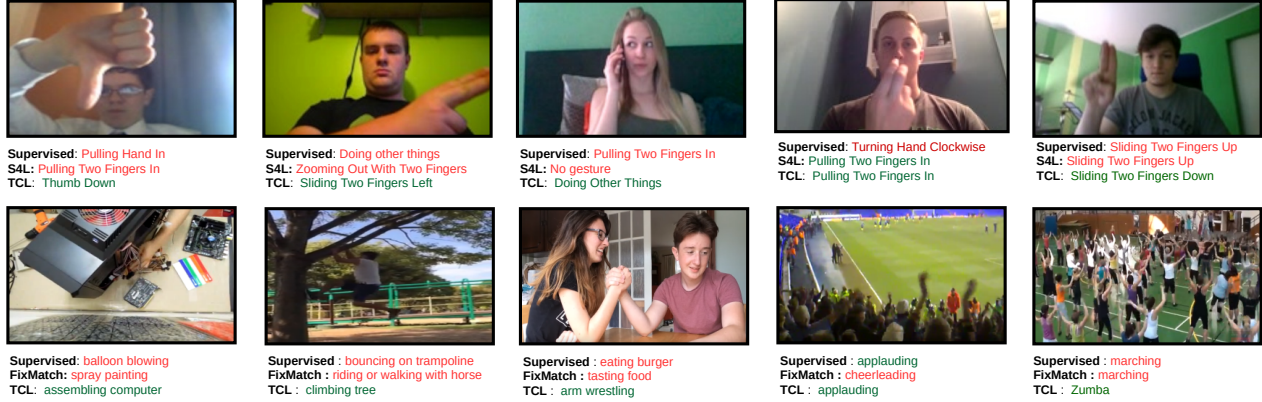 Supervised: Pulling Hand In
S4L: Pulling Two Fingers In
TCL: Thumb Down
Supervised: Doing other things
S4L: Zooming Out With Two Fingers
TCL: Sliding Two Fingers Left
Supervised: Pulling Two Fingers In
S4L: No gesture
TCL: Doing Other Things
Supervised: Turning Hand Clockwise
S4L: Pulling Two Fingers In
TCL: Pulling Two Fingers In
Supervised: Sliding Two Fingers Up
S4L: Sliding Two Fingers Up
TCL: Sliding Two Fingers Down
Supervised: balloon blowing
FixMatch: spray painting
TCL: assembling computer
Supervised : bouncing on trampoline
FixMatch : riding or walking with horse
TCL : climbing tree
Supervised : eating burger
FixMatch : tasting food
TCL : arm wrestling
Supervised : applauding
FixMatch : cheerleading
TCL : applauding
Supervised : marching
FixMatch : marching
TCL : Zumba